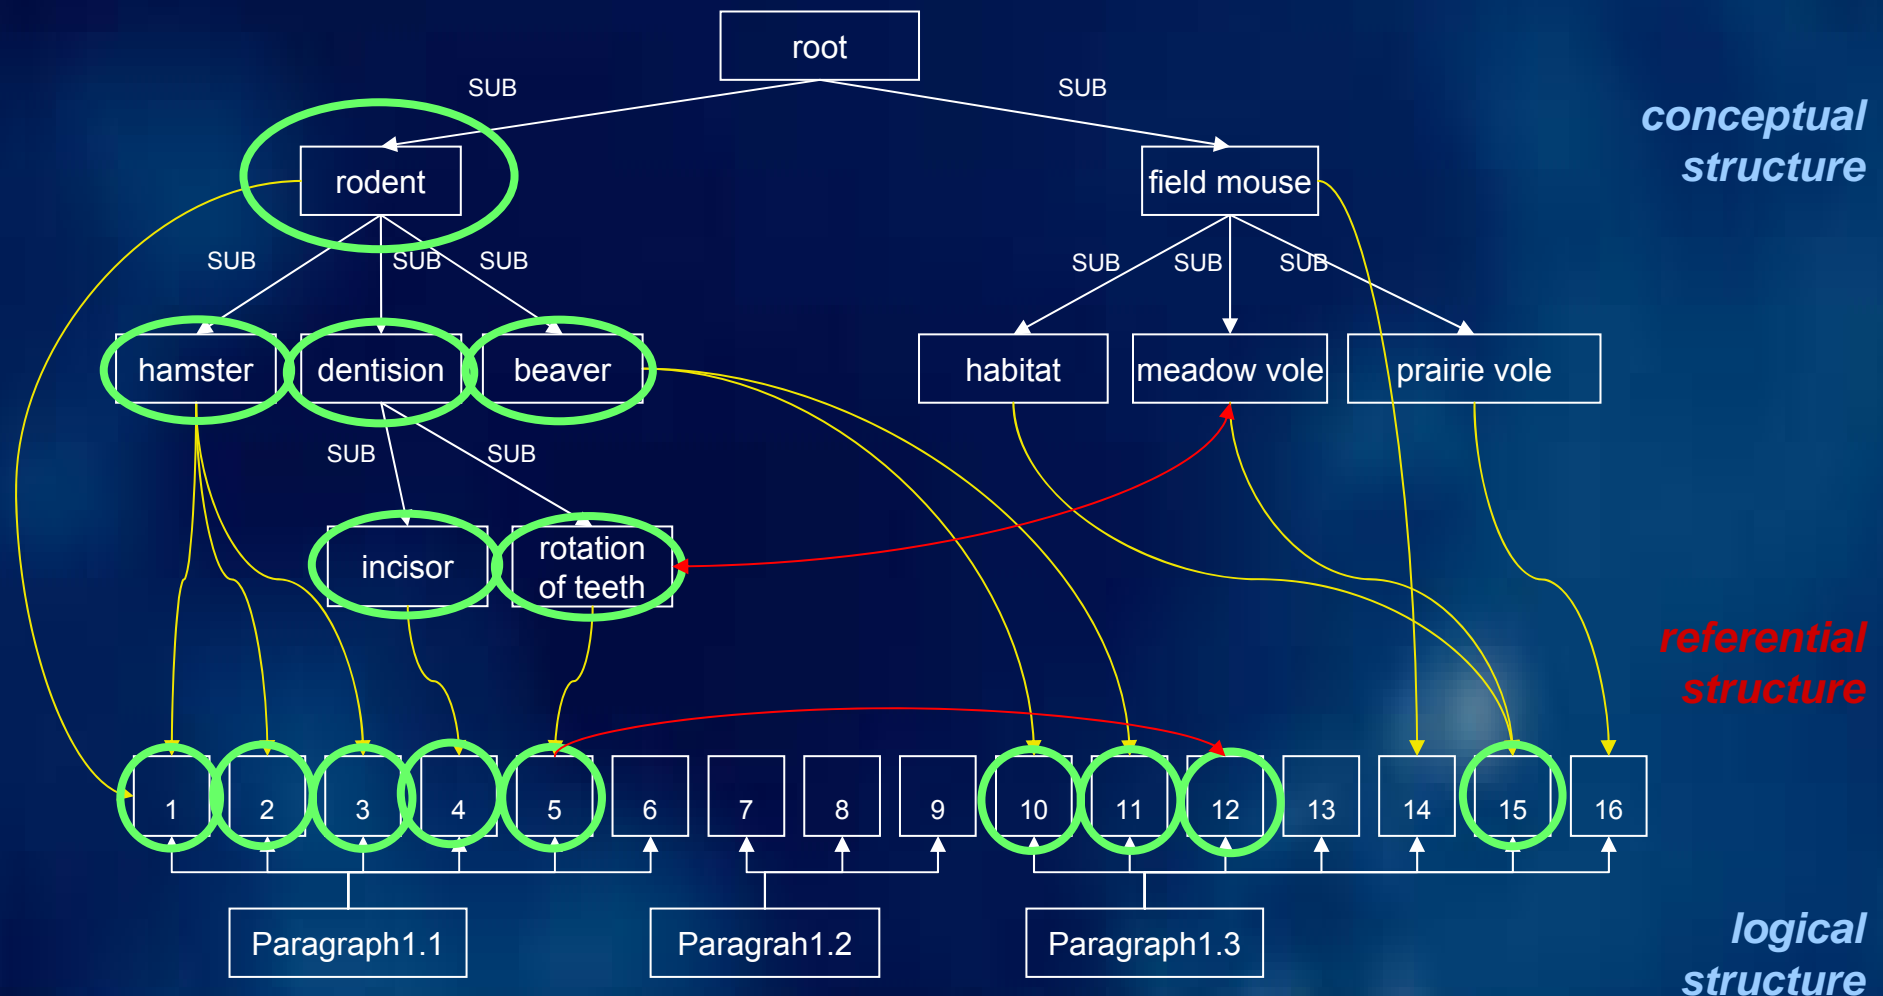 root
SUB SUB
conceptual
structure
rodent field mouse
SUB SUB SUB SUB SUB SUB
hamster dentision beaver habitat meadow vole prairie vole
SUB SUB
incisor rotation
of teeth
referential
structure
1 2 3 4 5 6 7 8 9 10 11 12 13 14 15 16
Paragraph1.1 Paragrah1.2 Paragraph1.3
logical
structure